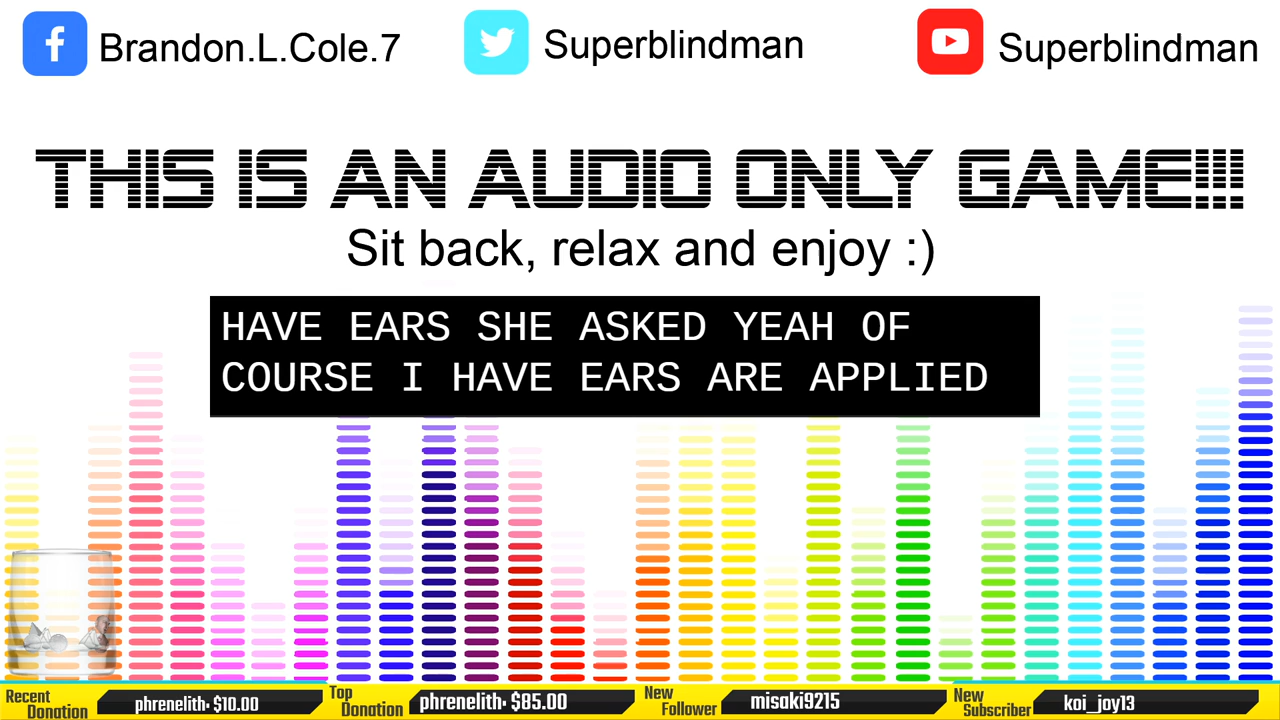 Brandon.L.Cole.7
Superblindman
Superblindman
THIS IS AN AUDIO ONLY GAME!!!
Sit back, relax and enjoy :)
HAVE EARS SHE ASKED YEAH OF
COURSE I HAVE EARS ARE APPLIED
Recent Donation
phrenelith: $10.00
Top Donation
phrenelith: $85.00
New Follower
misaki9215
New Subscriber
koi_joy13